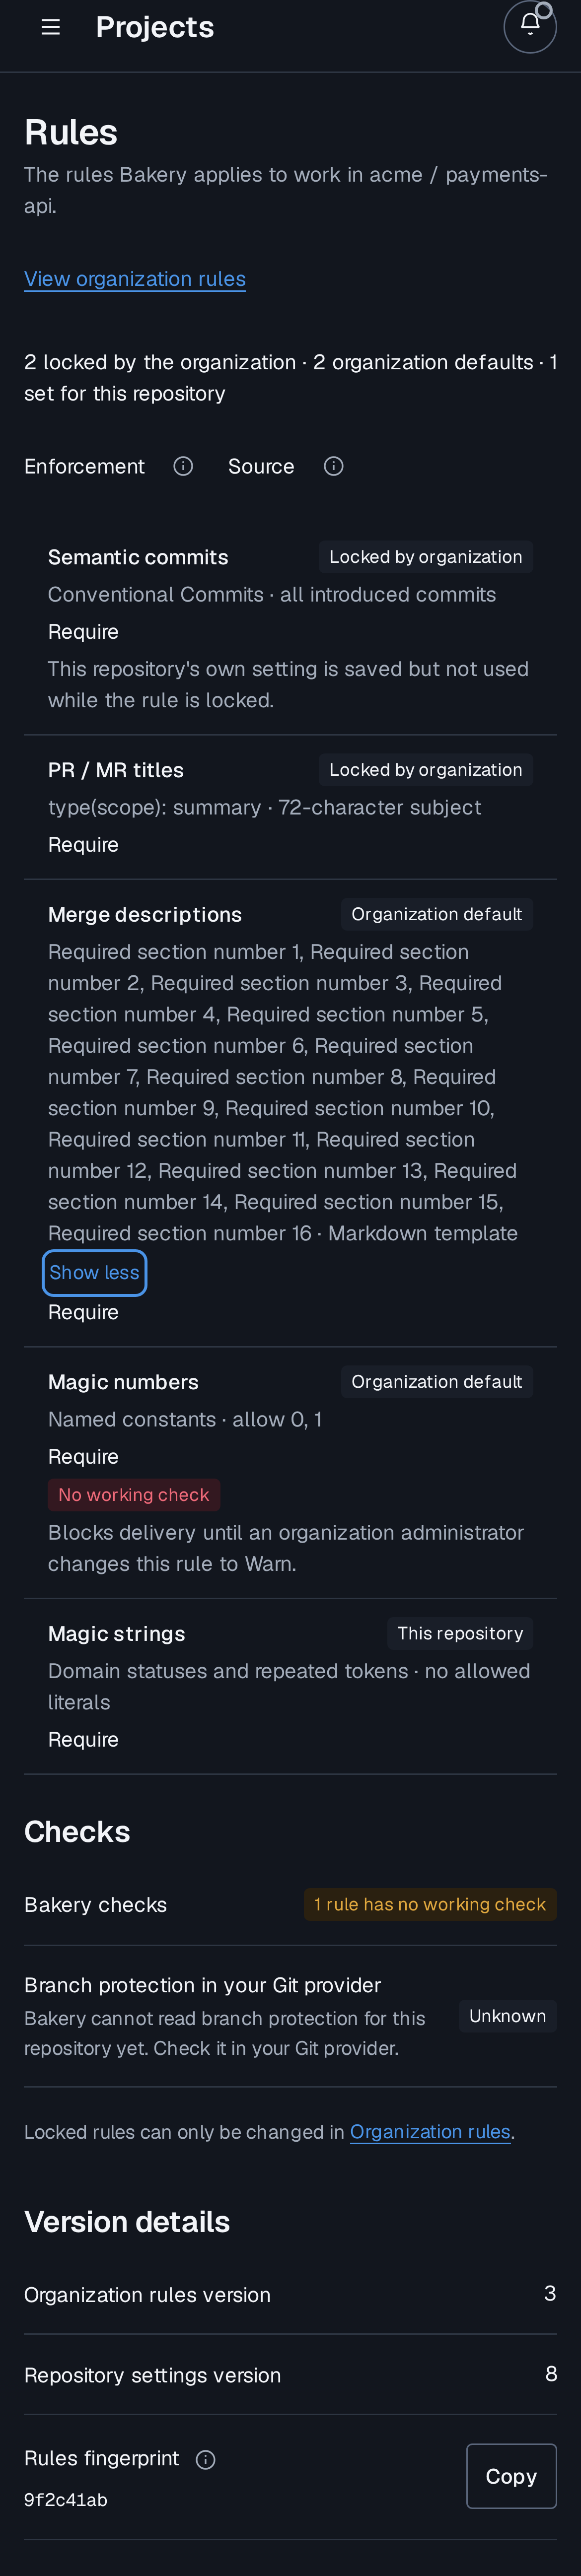 Projects
Rules
The rules Bakery applies to work in acme / payments-
api.
View organization rules
2 locked by the organization · 2 organization defaults · 1
set for this repository
Enforcement Source
Semantic commits Locked by organization
Conventional Commits · all introduced commits
Require
This repository's own setting is saved but not used
while the rule is locked.
PR / MR titles Locked by organization
type(scope): summary · 72-character subject
Require
Merge descriptions Organization default
Required section number 1, Required section
number 2, Required section number 3, Required
section number 4, Required section number 5,
Required section number 6, Required section
number 7, Required section number 8, Required
section number 9, Required section number 10,
Required section number 11, Required section
number 12, Required section number 13, Required
section number 14, Required section number 15,
Required section number 16 · Markdown template
Show less
Require
Magic numbers Organization default
Named constants · allow 0, 1
Require
No working check
Blocks delivery until an organization administrator
changes this rule to Warn.
Magic strings This repository
Domain statuses and repeated tokens · no allowed
literals
Require
Checks
Bakery checks 1 rule has no working check
Branch protection in your Git provider
Bakery cannot read branch protection for this
repository yet. Check it in your Git provider.
Unknown
Locked rules can only be changed in Organization rules.
Version details
Organization rules version 3
Repository settings version 8
Rules fingerprint
9f2c41ab
Copy